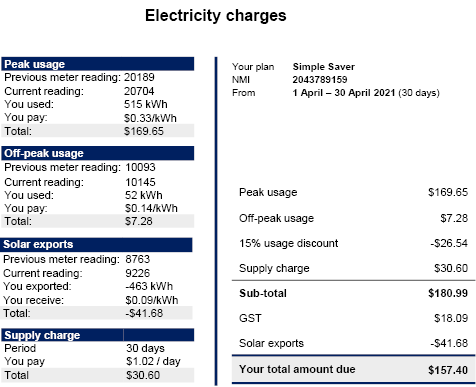 Electricity charges
Peak usage
Previous meter reading: 20189
Current reading: 20704
You used: 515 kWh
You pay: $0.33/kWh
Total: $169.65
Off-peak usage
Previous meter reading: 10093
Current reading: 10145
You used: 52 kWh
You pay: $0.14/kWh
Total: $7.28
Solar exports
Previous meter reading: 8763
Current reading: 9226
You exported: -463 kWh
You receive: $0.09/kWh
Total: -$41.68
Supply charge
Period 30 days
You pay $1.02 / day
Total $30.60
Your plan Simple Saver
NMI 2043789159
From 1 April – 30 April 2021 (30 days)
Peak usage $169.65
Off-peak usage $7.28
15% usage discount -$26.54
Supply charge $30.60
Sub-total $180.99
GST $18.09
Solar exports -$41.68
Your total amount due $157.40